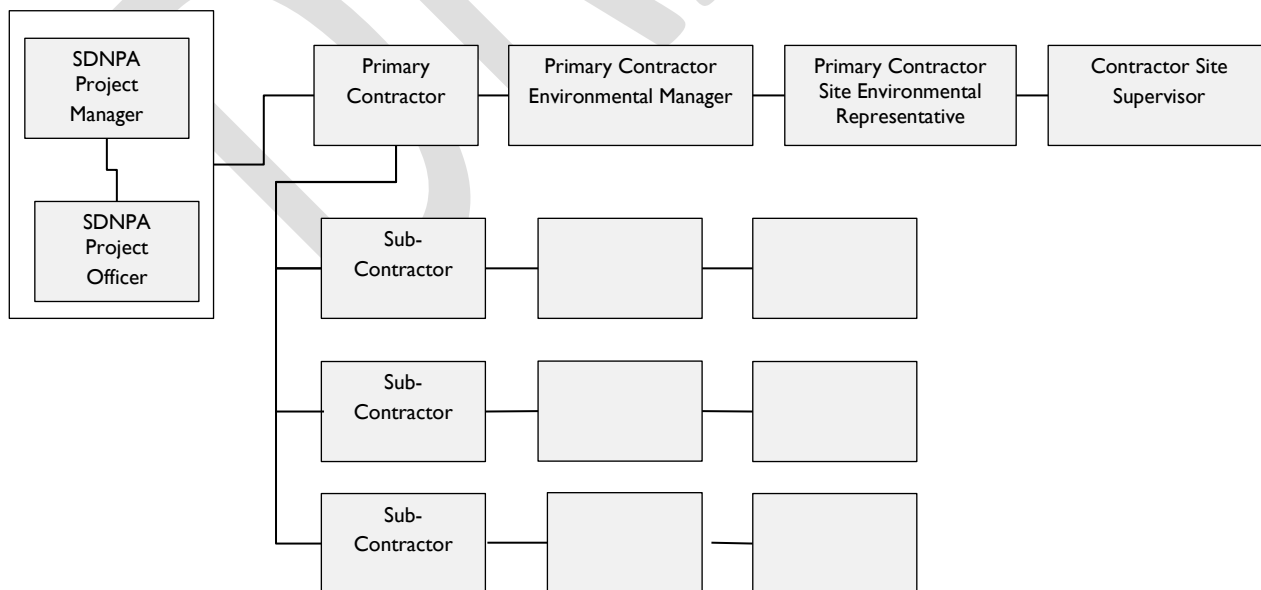 SDNPA
Project
Manager
SDNPA
Project
Officer
Primary
Contractor
Primary Contractor
Environmental Manager
Primary Contractor
Site Environmental
Representative
Contractor Site
Supervisor
Sub-
Contractor
Sub-
Contractor
Sub-
Contractor